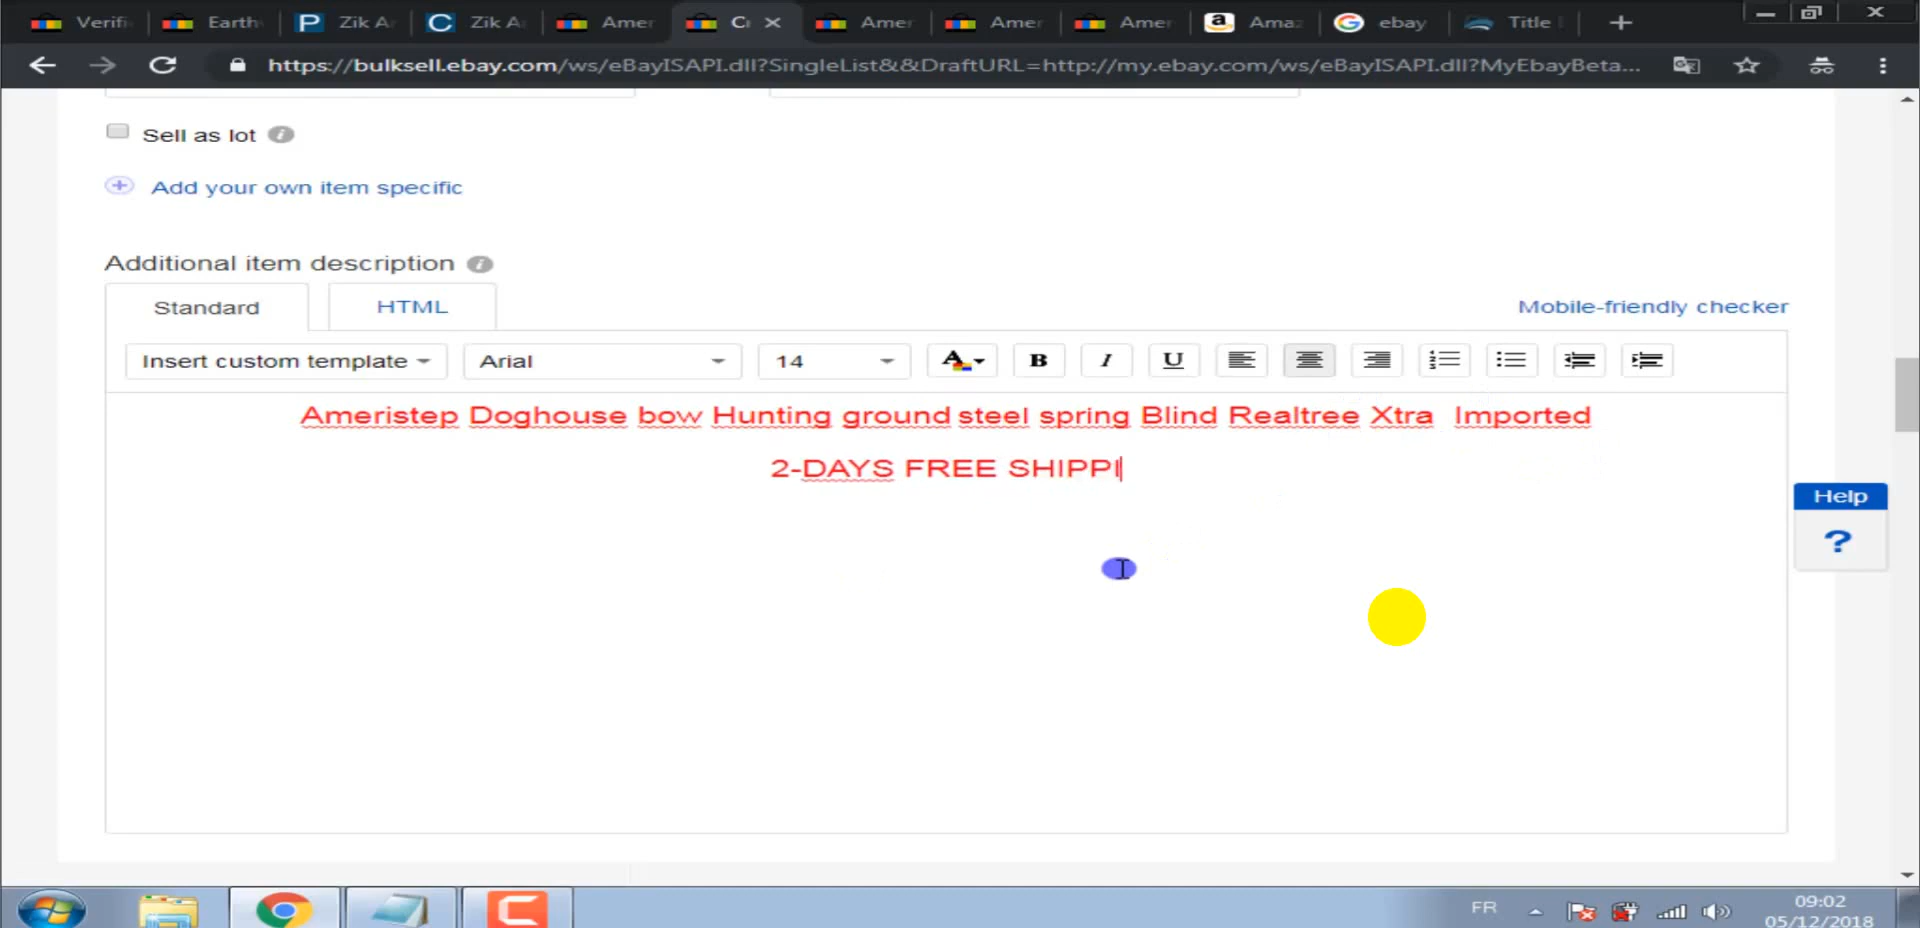 Verifi Earth Zik A Zik A Amer C Amer Amer Amer Amaz ebay Title
https://bulksell.ebay.com/ws/eBayISAPI.dll?SingleList&&DraftURL=http://my.ebay.com/ws/eBayISAPI.dll?MyEbayBeta...
Sell as lot
Add your own item specific
Additional item description
Standard HTML Mobile-friendly checker
Insert custom template Arial 14 A B I U
Ameristep Doghouse bow Hunting ground steel spring Blind Realtree Xtra Imported
2-DAYS FREE SHIPPI
Help
?
FR 09:02
05/12/2018